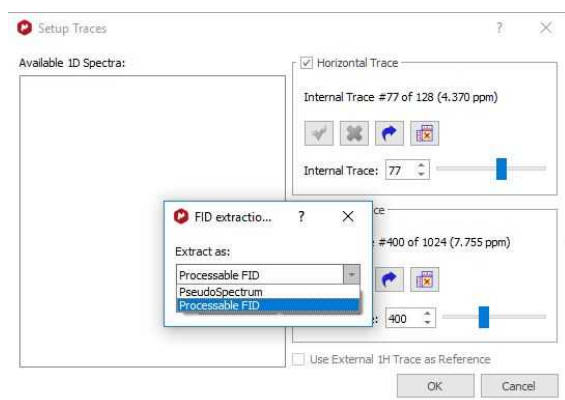 Setup Traces
Available 1D Spectra:
Horizontal Trace
Internal Trace #77 of 128 (4.370 ppm)
Internal Trace: 77
FID extractio...
Extract as:
Processable FID
PseudoSpectrum
Processable FID
ce
#400 of 1024 (7.755 ppm)
: 400
Use External 1H Trace as Reference
OK Cancel